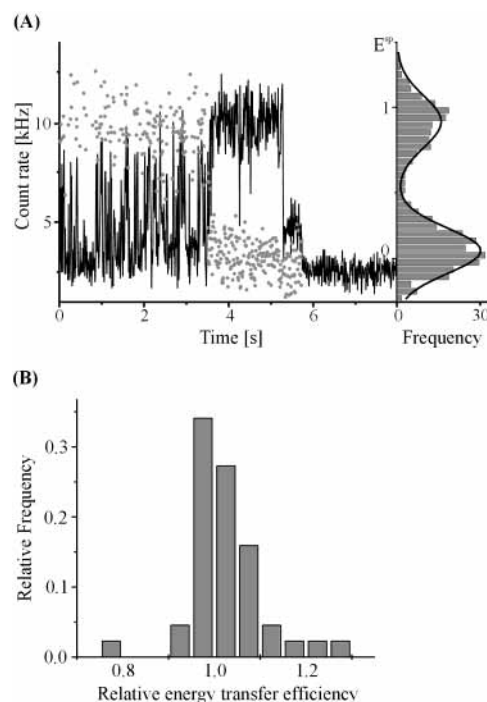 (A)
E^sp
Count rate [kHz]
10
5
1
0
0 2 4 6 0 30
Time [s]
Frequency
(B)
Relative Frequency
0.3
0.2
0.1
0.0
0.8 1.0 1.2
Relative energy transfer efficiency